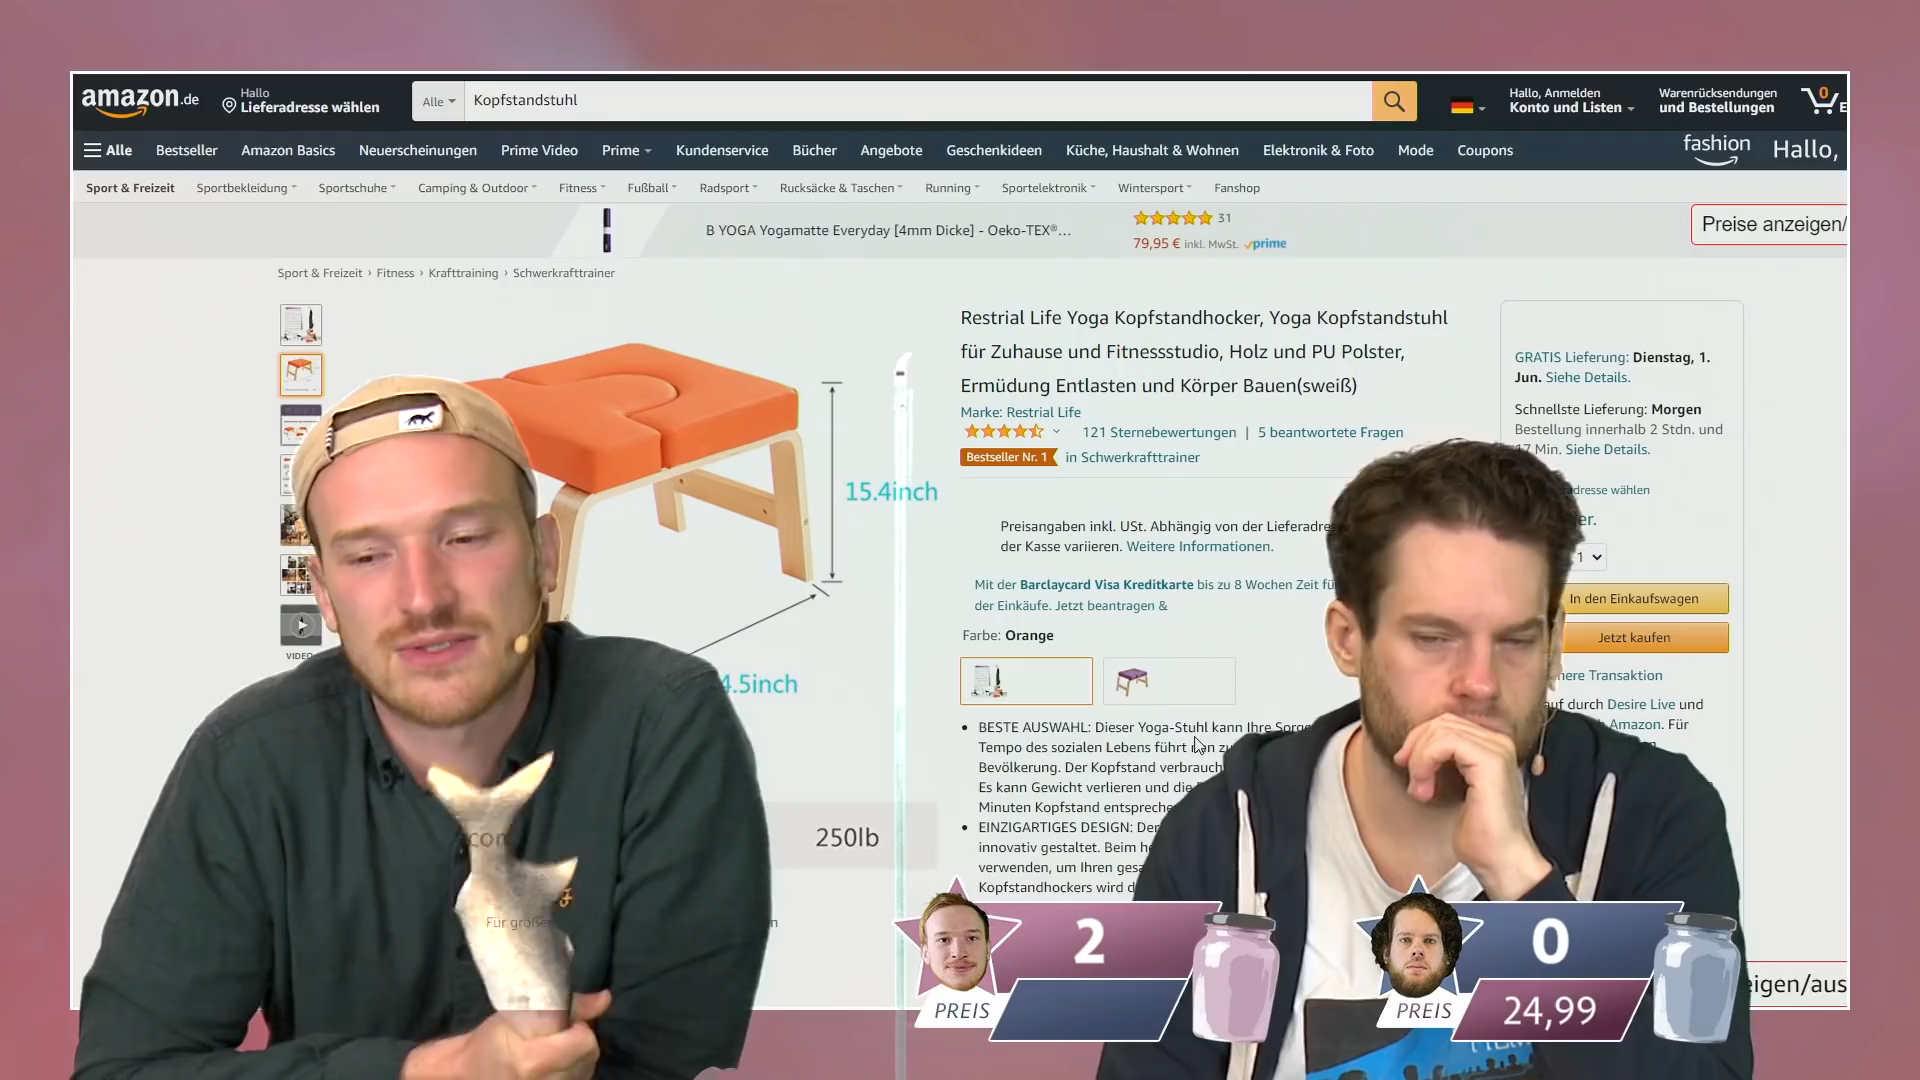 amazon.de
Hallo
Lieferadresse wählen
Alle
Kopfstandstuhl
Hallo, Anmelden
Konto und Listen
Warenrücksendungen
und Bestellungen
0
Alle
Bestseller
Amazon Basics
Neuerscheinungen
Prime Video
Prime
Kundenservice
Bücher
Angebote
Geschenkideen
Küche, Haushalt & Wohnen
Elektronik & Foto
Mode
Coupons
fashion
Hallo,
Sport & Freizeit
Sportbekleidung
Sportschuhe
Camping & Outdoor
Fitness
Fußball
Radsport
Rucksäcke & Taschen
Running
Sportelektronik
Wintersport
Fanshop
B YOGA Yogamatte Everyday [4mm Dicke] - Oeko-TEX®...
31
79,95 € inkl. MwSt. prime
Preise anzeigen/
Sport & Freizeit › Fitness › Krafttraining › Schwerkrafttrainer
15.4inch
4.5inch
250lb
VIDEO
Für
Restrial Life Yoga Kopfstandhocker, Yoga Kopfstandstuhl
für Zuhause und Fitnessstudio, Holz und PU Polster,
Ermüdung Entlasten und Körper Bauen(sweiß)
Marke: Restrial Life
121 Sternebewertungen | 5 beantwortete Fragen
Bestseller Nr. 1 in Schwerkrafttrainer
Preisangaben inkl. USt. Abhängig von der
der Kasse variieren. Weitere Informationen.
Mit der Barclaycard Visa Kreditkarte bis zu 8 Wochen Zeit
der Einkäufe. Jetzt beantragen &
Farbe: Orange
BESTE AUSWAHL: Dieser Yoga-Stuhl kann Ihre
Tempo des sozialen Lebens führt
Bevölkerung. Der Kopfstand
Es kann Gewicht verlieren und die
Minuten Kopfstand
EINZIGARTIGES DESIGN:
innovativ gestaltet. Beim
verwenden, um Ihren
Kopfstandhockers wird
GRATIS Lieferung: Dienstag, 1.
Jun. Siehe Details.
Schnellste Lieferung: Morgen
Bestellung innerhalb 2 Stdn. und
17 Min. Siehe Details.
wählen
1
In den Einkaufswagen
Jetzt kaufen
Transaktion
durch Desire Live und
Amazon. Für
eigen/aus
2
PREIS
0
PREIS
24,99